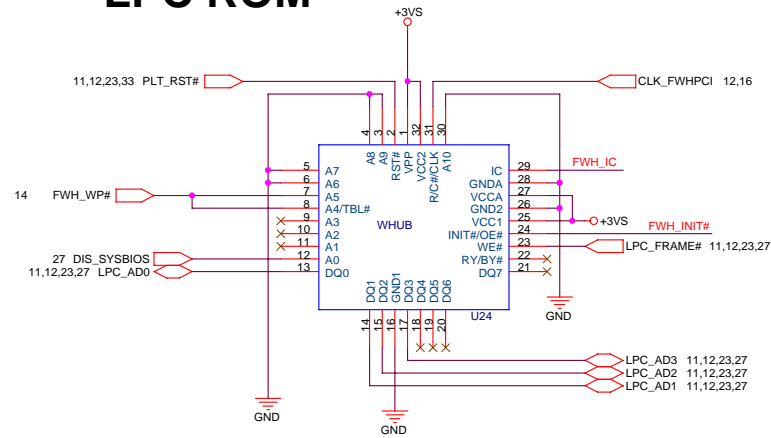 LPC ROM
+3VS
11,12,23,33 PLT_RST#
CLK_FWHPCI 12,16
4 3 2 1 32 31 30
A8 A9 RST# VPP VCC2 R/C#/CLK A10
5 A7
6 A6
14 FWH_WP# 7 A5
8 A4/TBL#
9 A3
10 A2
11 A1
27 DIS_SYSBIOS 12 A0
11,12,23,27 LPC_AD0 13 DQ0
WHUB
IC 29 FWH_IC
GNDA 28
VCCA 27
GND2 26
VCC1 25 +3VS
INIT#/OE# 24 FWH_INIT#
WE# 23 LPC_FRAME# 11,12,23,27
RY/BY# 22
DQ7 21
DQ1 DQ2 GND1 DQ3 DQ4 DQ5 DQ6
14 15 16 17 18 19 20
U24
GND
LPC_AD3 11,12,23,27
LPC_AD2 11,12,23,27
LPC_AD1 11,12,23,27
GND
GND